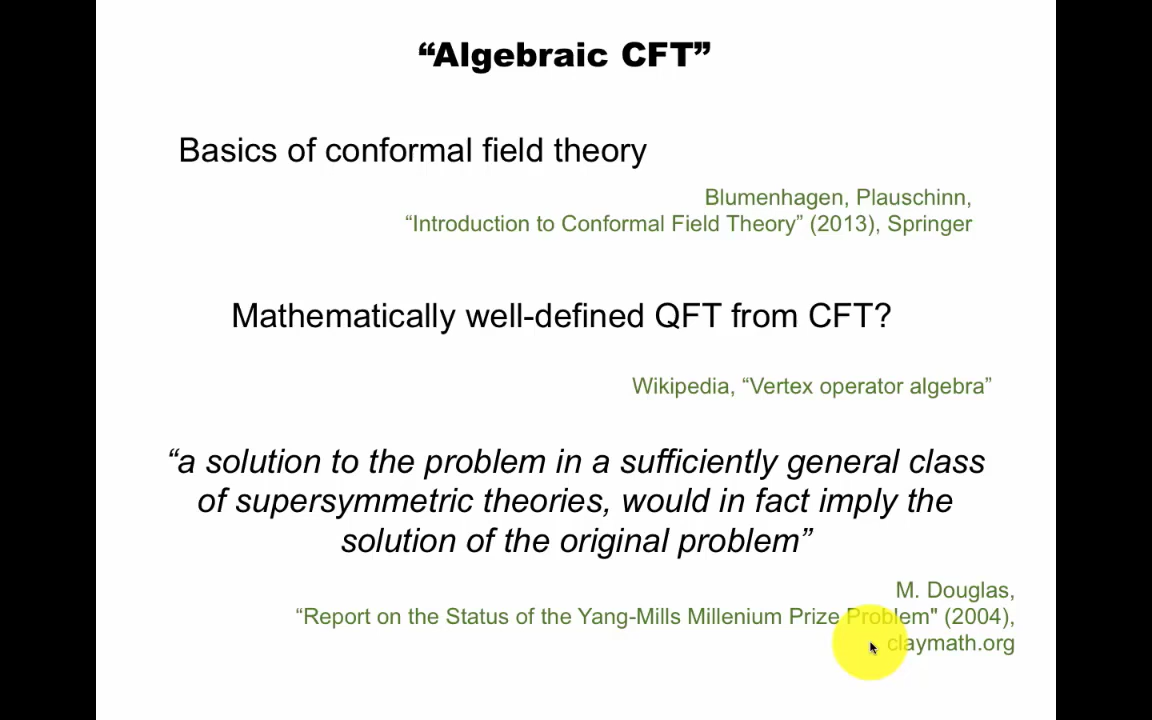 “Algebraic CFT”
Basics of conformal field theory
Blumenhagen, Plauschinn,
“Introduction to Conformal Field Theory” (2013), Springer
Mathematically well-defined QFT from CFT?
Wikipedia, “Vertex operator algebra”
“a solution to the problem in a sufficiently general class
of supersymmetric theories, would in fact imply the
solution of the original problem”
M. Douglas,
“Report on the Status of the Yang-Mills Millenium Prize Problem" (2004),
claymath.org